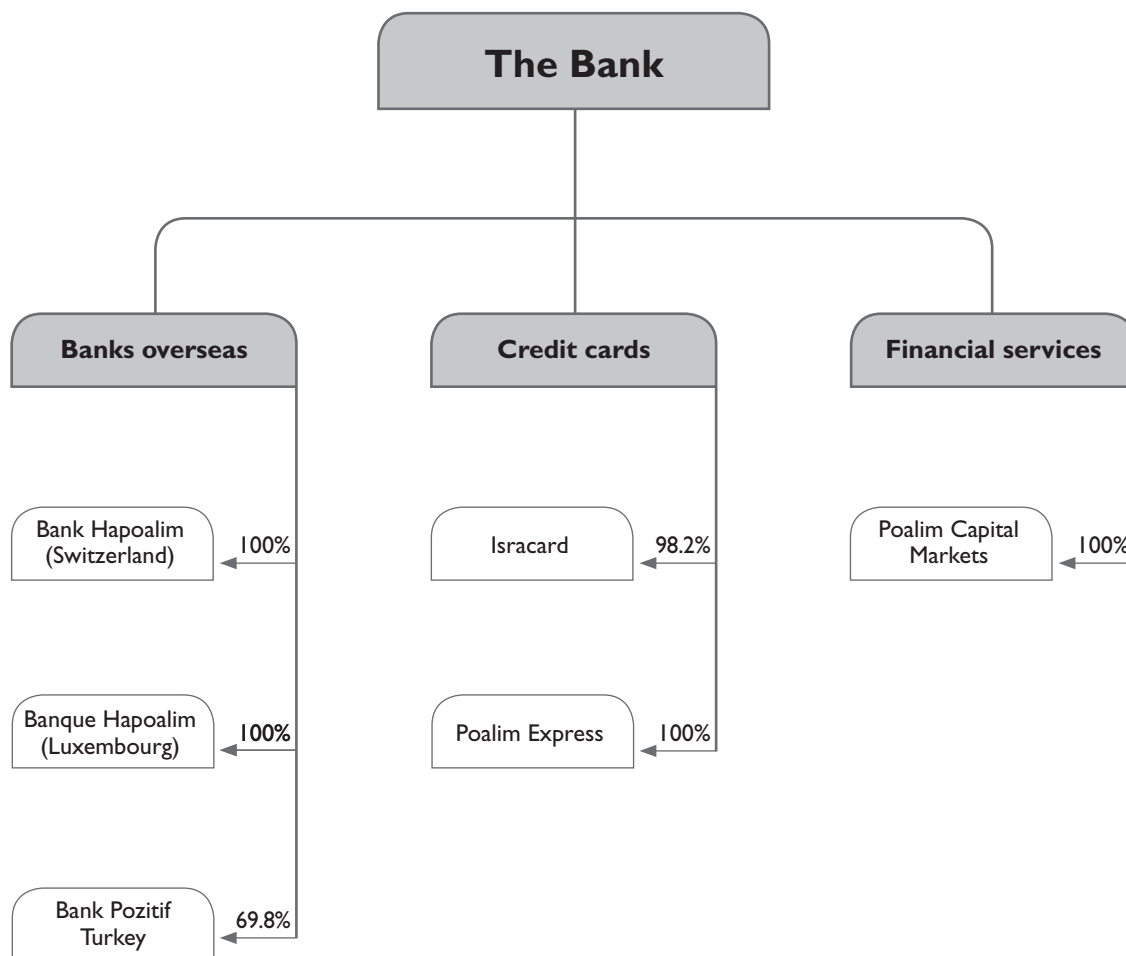 The Bank
Banks overseas
Credit cards
Financial services
Bank Hapoalim
(Switzerland)
100%
Isracard
98.2%
Poalim Capital
Markets
100%
Banque Hapoalim
(Luxembourg)
100%
Poalim Express
100%
Bank Pozitif
Turkey
69.8%